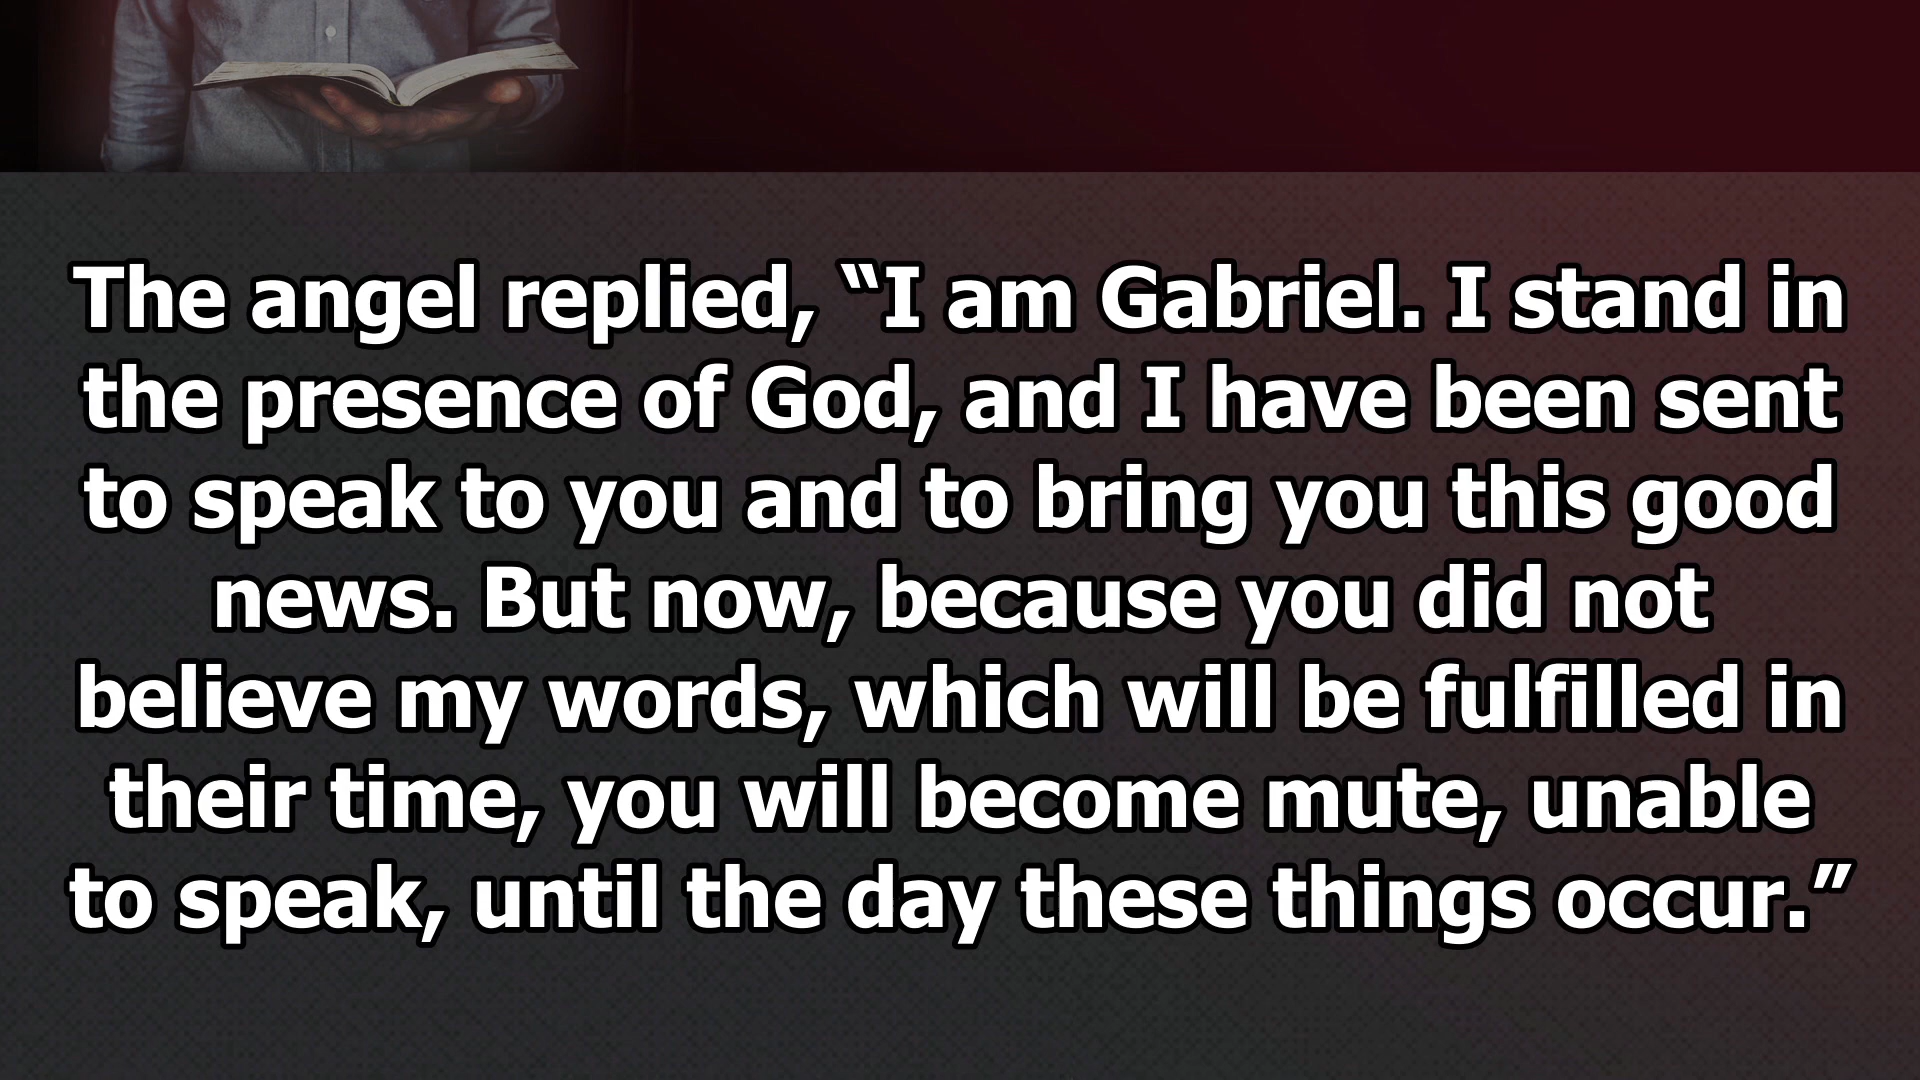 The angel replied, “I am Gabriel. I stand in
the presence of God, and I have been sent
to speak to you and to bring you this good
news. But now, because you did not
believe my words, which will be fulfilled in
their time, you will become mute, unable
to speak, until the day these things occur.”